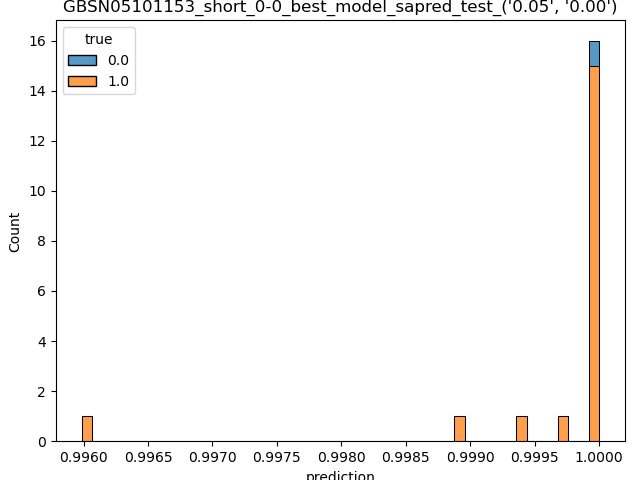 GBSN05101153_short_0-0_best_model_sapred_test_('0.05', '0.00')
true
0.0
1.0
Count
16
14
12
10
8
6
4
2
0
0.9960 0.9965 0.9970 0.9975 0.9980 0.9985 0.9990 0.9995 1.0000
prediction